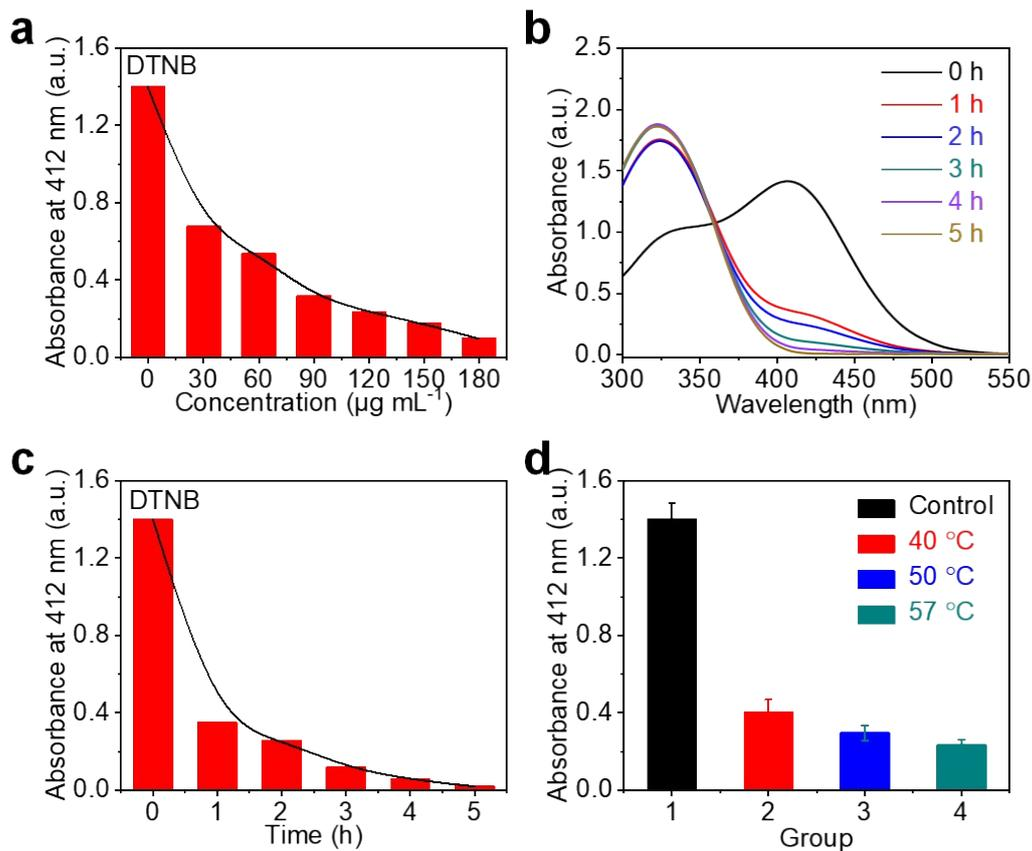 a
Absorbance at 412 nm (a.u.)
1.6
1.2
0.8
0.4
0.0
DTNB
0 30 60 90 120 150 180
Concentration (µg mL⁻¹)
b
Absorbance (a.u.)
2.5
2.0
1.5
1.0
0.5
0.0
0 h
1 h
2 h
3 h
4 h
5 h
300 350 400 450 500 550
Wavelength (nm)
c
Absorbance at 412 nm (a.u.)
1.6
1.2
0.8
0.4
0.0
DTNB
0 1 2 3 4 5
Time (h)
d
Absorbance at 412 nm (a.u.)
1.6
1.2
0.8
0.4
0.0
Control
40 °C
50 °C
57 °C
1 2 3 4
Group